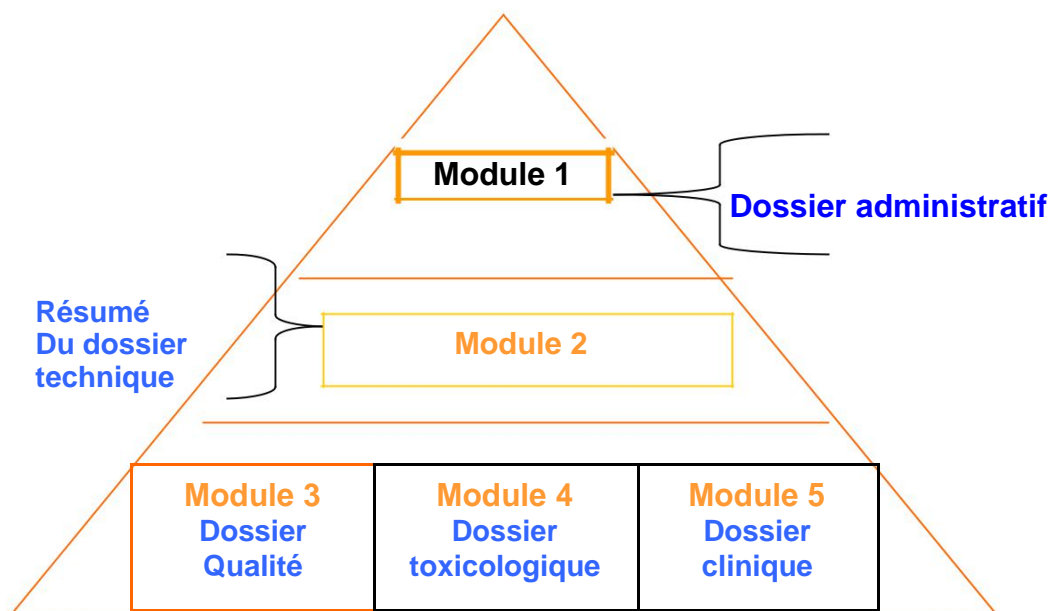 Module 1
Dossier administratif
Résumé
Du dossier
technique
Module 2
Module 3
Dossier
Qualité
Module 4
Dossier
toxicologique
Module 5
Dossier
clinique